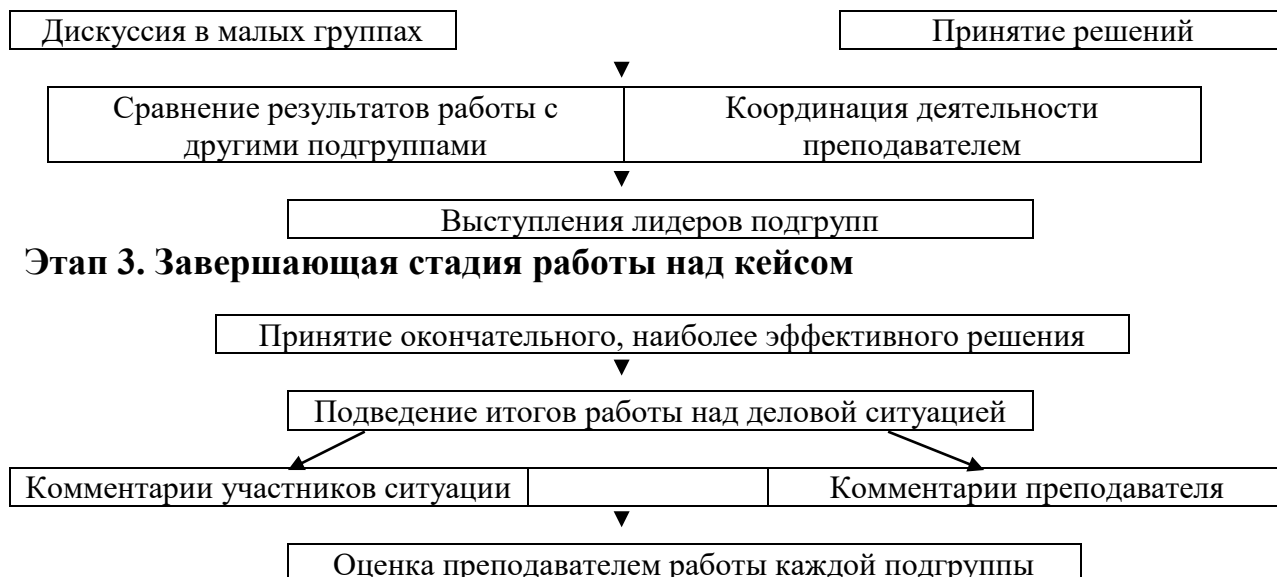 Дискуссия в малых группах
Принятие решений
Сравнение результатов работы с
другими подгруппами
Координация деятельности
преподавателем
Выступления лидеров подгрупп
Этап 3. Завершающая стадия работы над кейсом
Принятие окончательного, наиболее эффективного решения
Подведение итогов работы над деловой ситуацией
Комментарии участников ситуации
Комментарии преподавателя
Оценка преподавателем работы каждой подгруппы